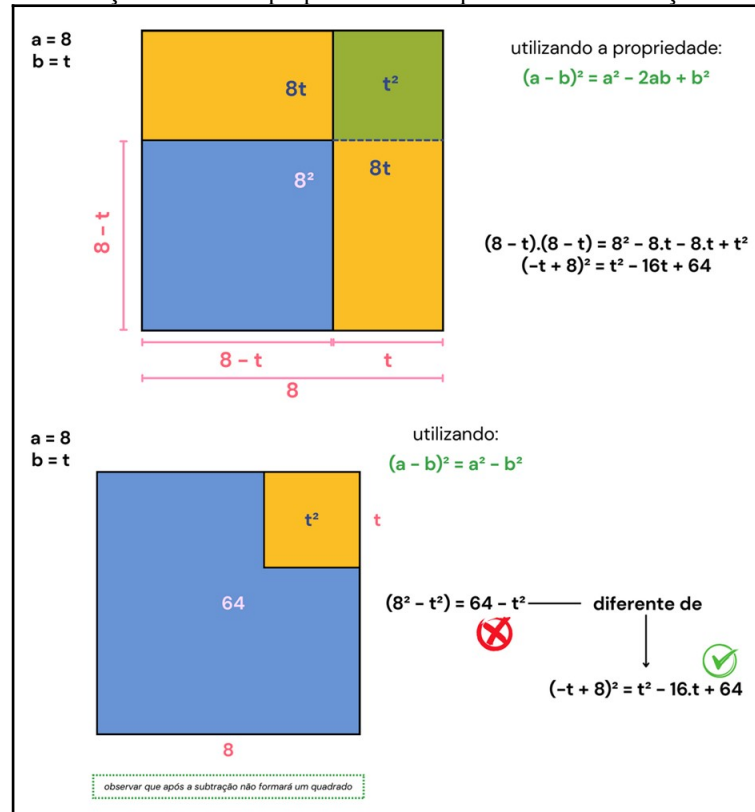 a = 8
b = t
utilizando a propriedade:
(a - b)² = a² - 2ab + b²
8t
t²
8²
8t
8 - t
(8 - t).(8 - t) = 8² - 8.t - 8.t + t²
(-t + 8)² = t² - 16t + 64
8 - t
t
8
a = 8
b = t
utilizando:
(a - b)² = a² - b²
t²
t
64
(8² - t²) = 64 - t²
diferente de
(-t + 8)² = t² - 16.t + 64
8
observar que após a subtração não formará um quadrado